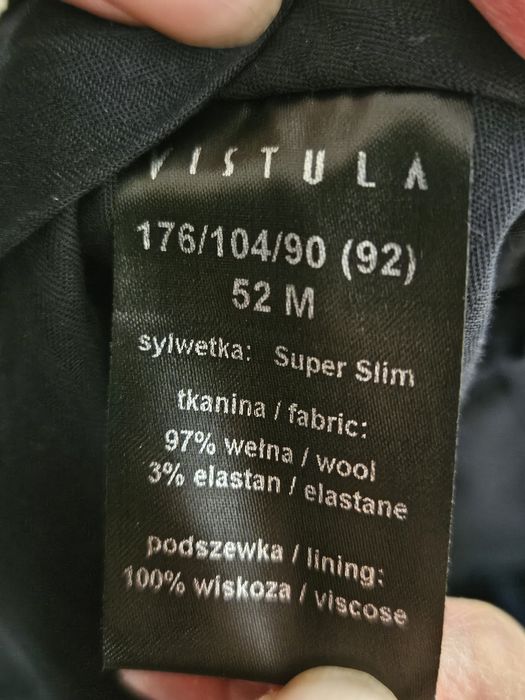 VISTULA
176/104/90 (92)
52 M
sylwetka: Super Slim
tkanina / fabric:
97% wełna / wool
3% elastan / elastane
podszewka / lining:
100% wiskoza / viscose